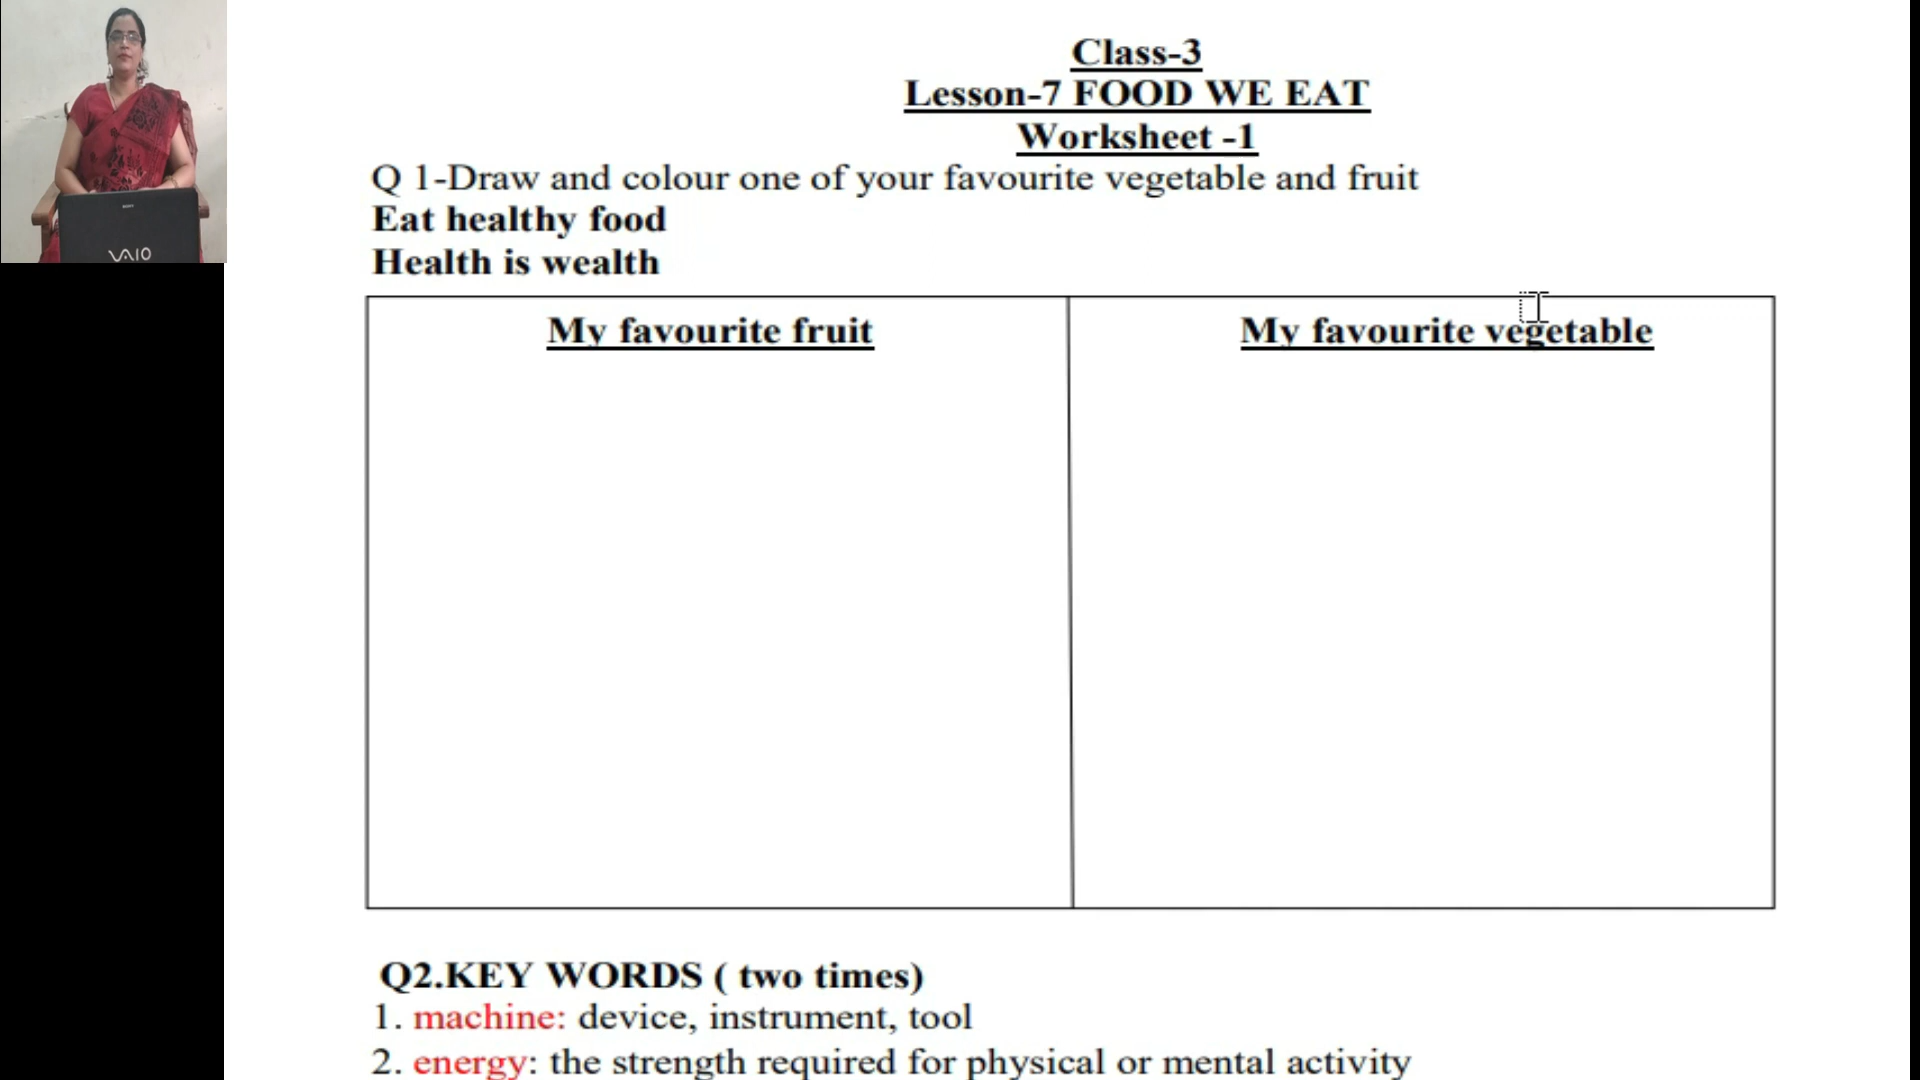 Class-3
Lesson-7 FOOD WE EAT
Worksheet -1
Q 1-Draw and colour one of your favourite vegetable and fruit
Eat healthy food
Health is wealth
My favourite fruit
My favourite vegetable
Q2.KEY WORDS ( two times)
1. machine: device, instrument, tool
2. energy: the strength required for physical or mental activity
SONY
VAIO